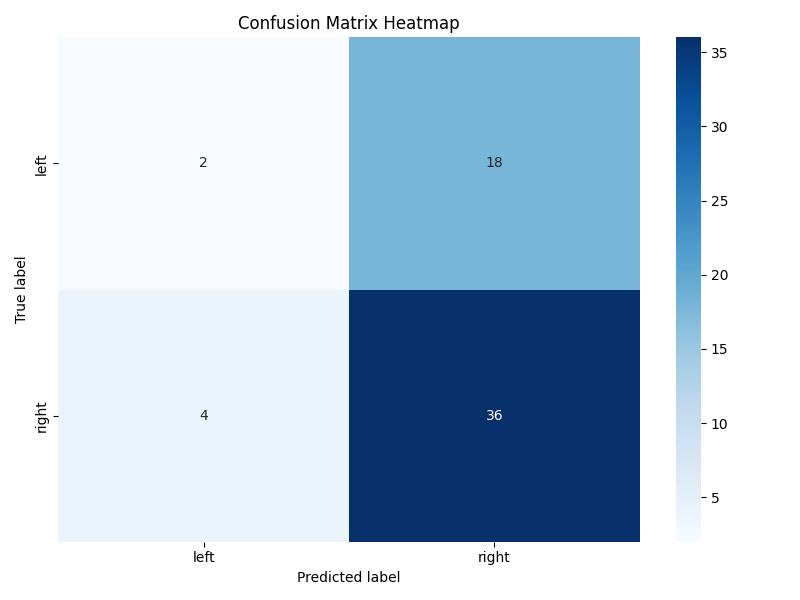 Confusion Matrix Heatmap
True label
left
right
2
18
4
36
left
right
Predicted label
35
30
25
20
15
10
5